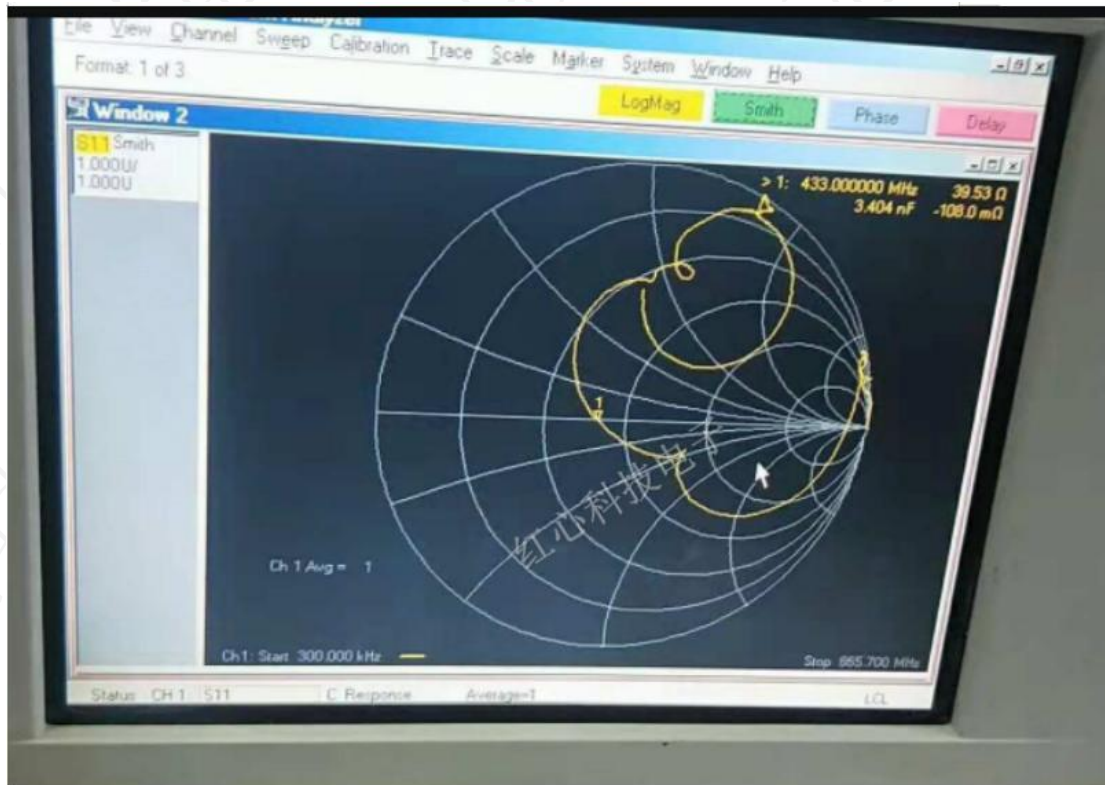 Analyzer
File View Channel Sweep Calibration Trace Scale Marker System Window Help
Format: 1 of 3
LogMag Smith Phase Delay
Window 2
S11 Smith
1.000U/
1.000U
> 1: 433.000000 MHz 39.53 Ω
3.404 nF -108.0 mΩ
1
红心科技电子
Ch 1 Avg = 1
Ch1: Start 300.000 kHz
Stop 665.700 MHz
Status CH 1: S11 C Response Average=1 LCL